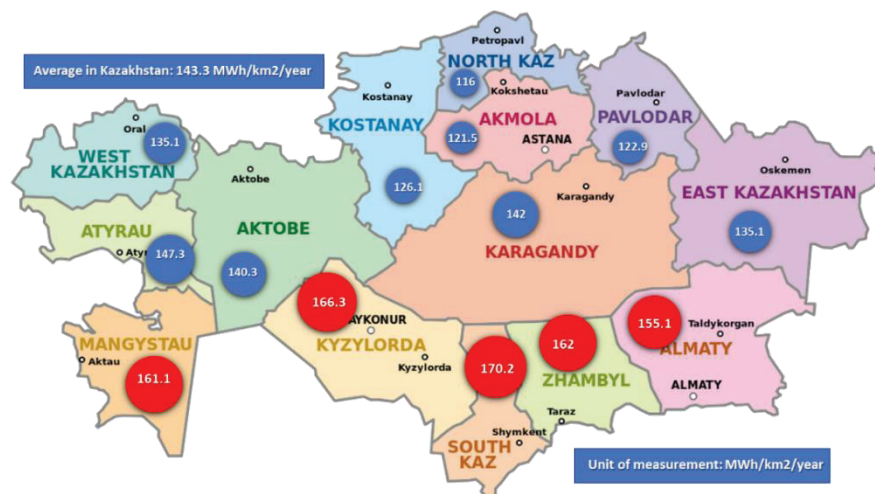 Average in Kazakhstan: 143.3 MWh/km2/year
Petropavl
NORTH KAZ
116
Kokshetau
Kostanay
KOSTANAY
126.1
AKMOLA
121.5
ASTANA
Pavlodar
PAVLODAR
122.9
Oral
135.1
WEST
KAZAKHSTAN
Aktobe
AKTOBE
140.3
ATYRAU
Atyr
147.3
Karagandy
142
KARAGANDY
Oskemen
EAST KAZAKHSTAN
135.1
MANGYSTAU
Aktau
161.1
166.3
AYKONUR
KYZYLORDA
Kyzylorda
170.2
162
ZHAMBYL
Taraz
155.1
Taldykorgan
ALMATY
ALMATY
Shymkent
SOUTH
KAZ
Unit of measurement: MWh/km2/year